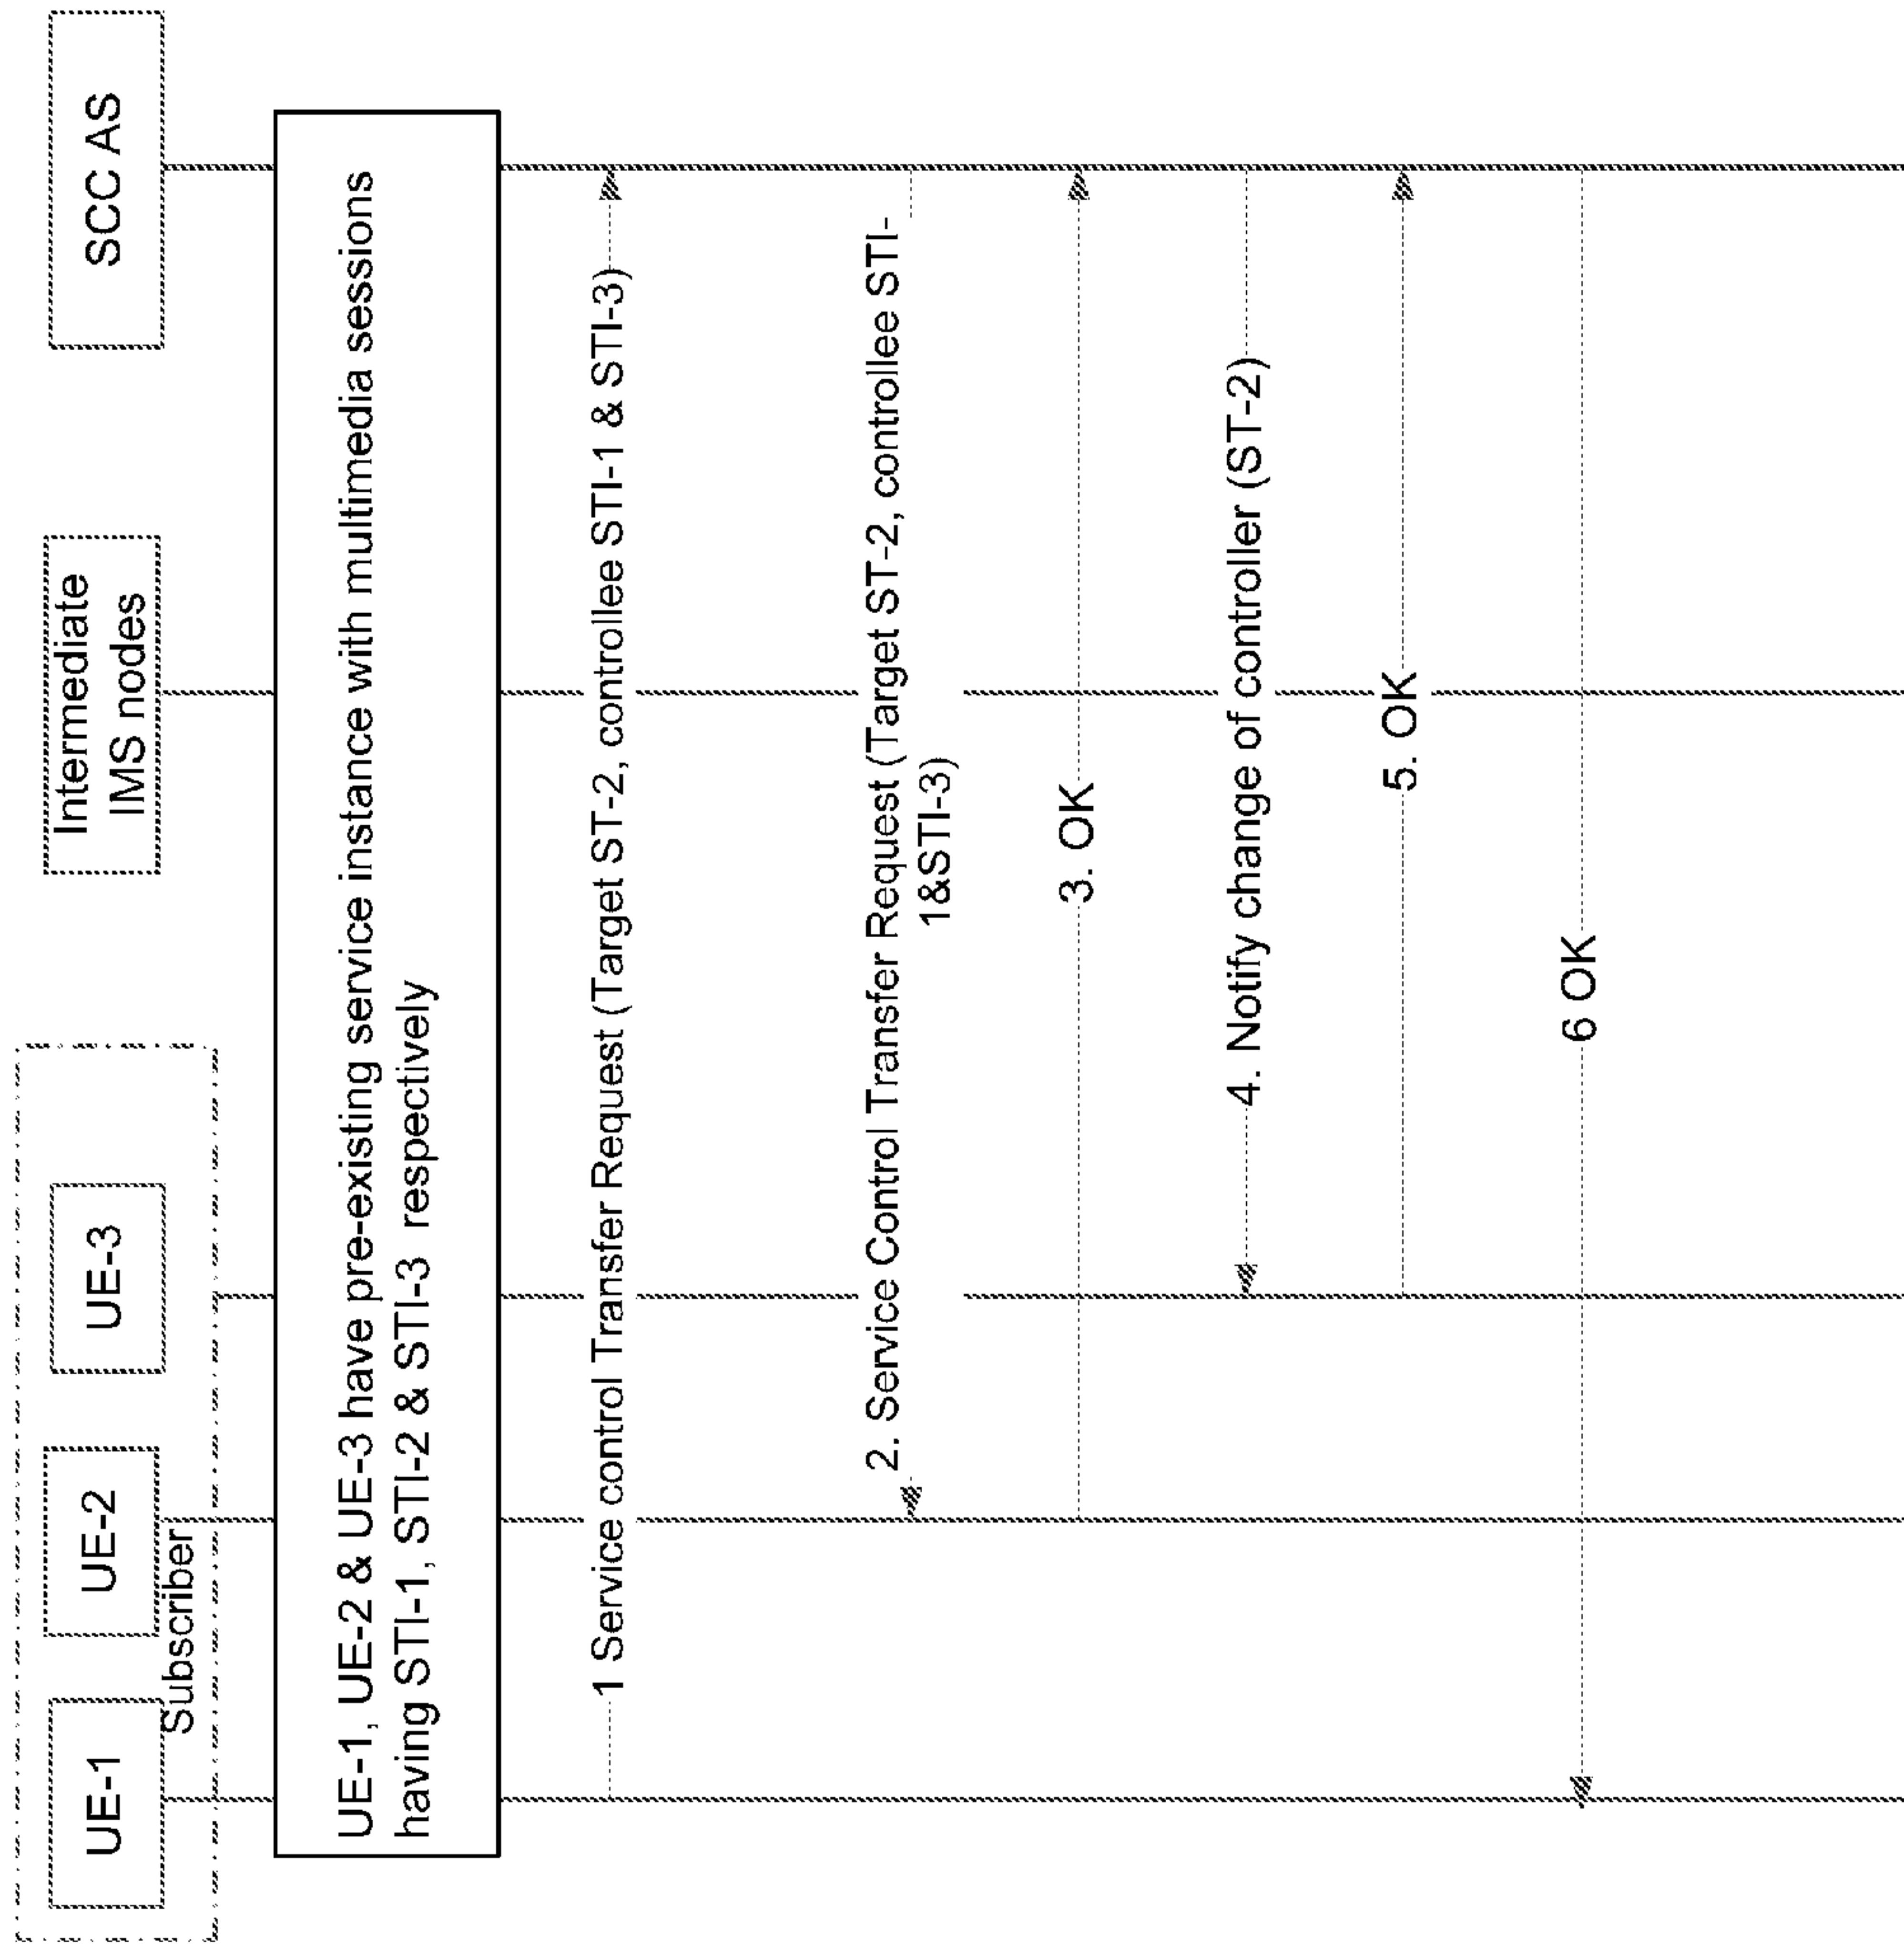 UE-1
UE-2
UE-3
Subscriber
Intermediate
IMS nodes
SCC AS
UE-1, UE-2 & UE-3 have pre-existing service instance with multimedia sessions
having STI-1, STI-2 & STI-3 respectively
1 Service control Transfer Request (Target ST-2, controllee STI-1 & STI-3)
2. Service Control Transfer Request (Target ST-2, controllee STI-
1&STI-3)
3. OK
4. Notify change of controller (ST-2)
5. OK
6 OK